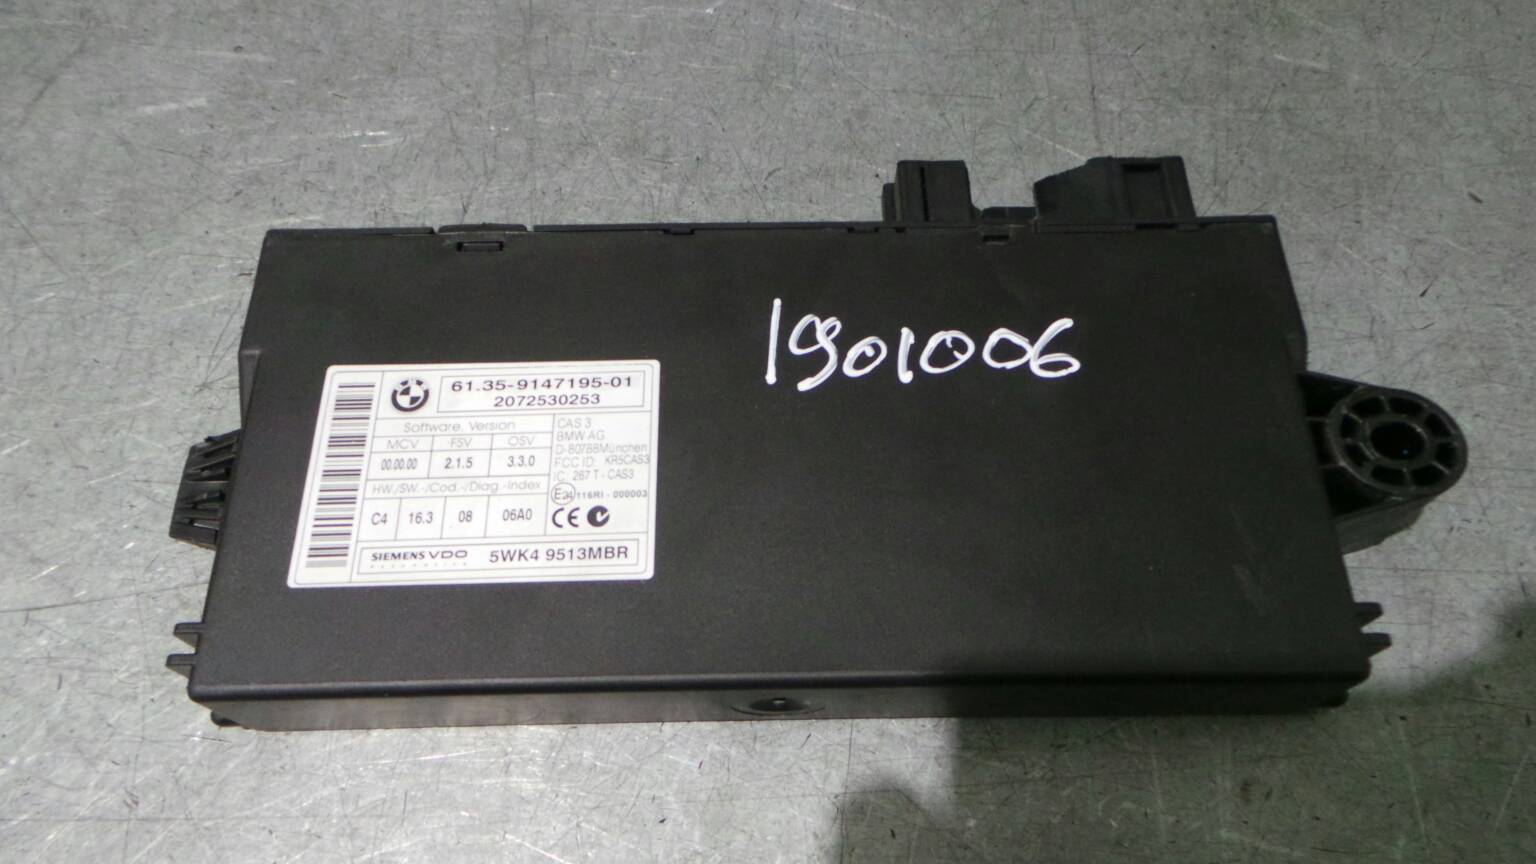 1901006
61.35-9147195-01
2072530253
Software, Version
MCV FSV OSV
00.00.00 2.1.5 3.3.0
HW./SW.-/Cod.-/Diag.-Index
C4 16.3 08 06A0
CAS 3
BMW AG
D-80788München
FCC ID: KR5CAS3
IC: 267 T - CAS3
E24 116RI - 000003
CE
SIEMENS VDO
AUTOMOTIVE
5WK4 9513MBR